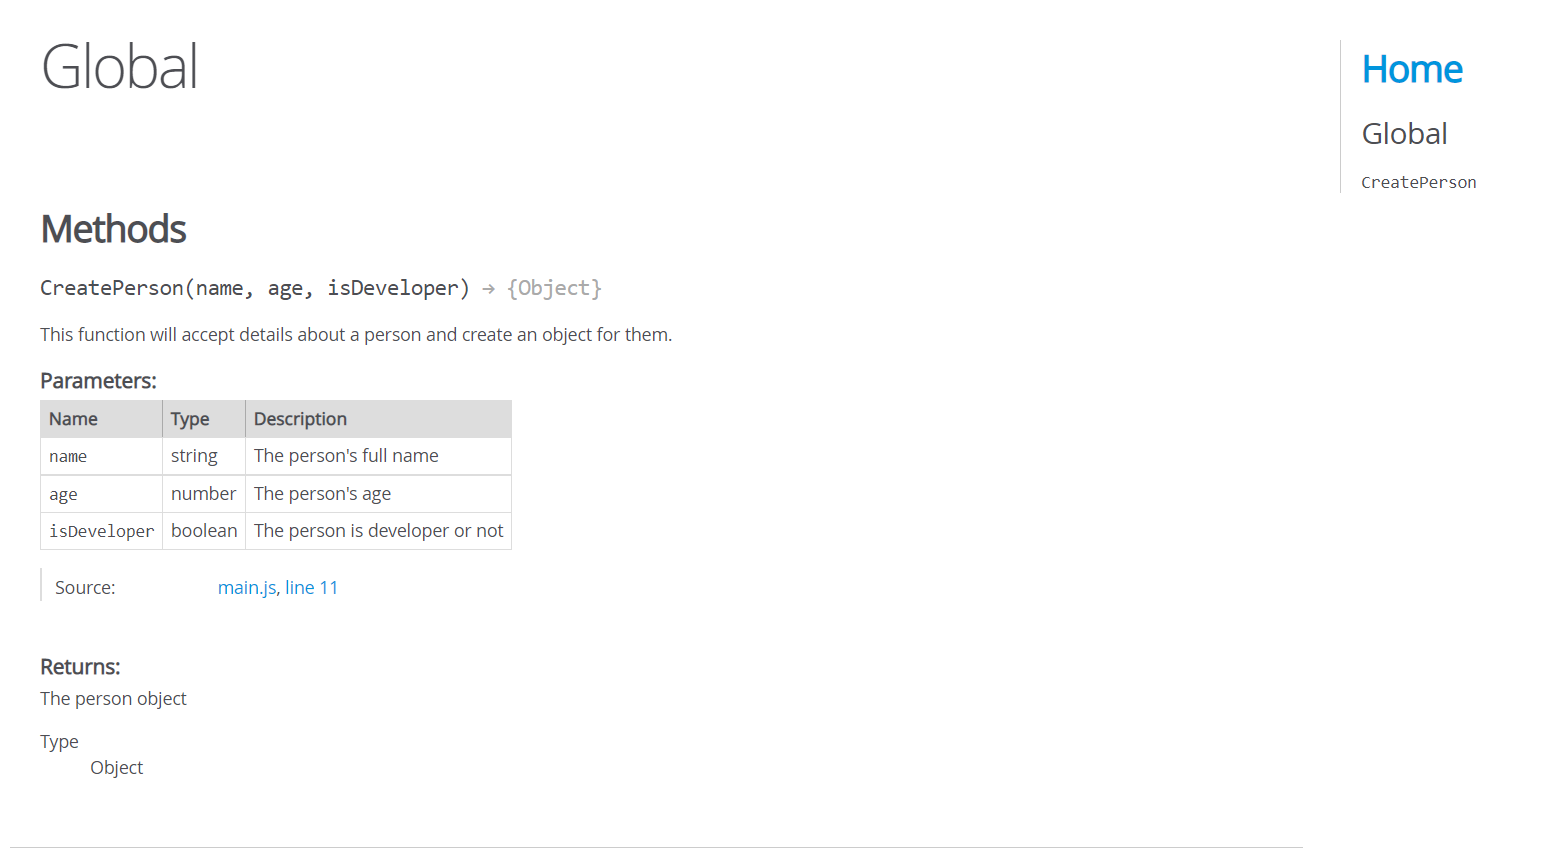 Global
Methods
CreatePerson(name, age, isDeveloper) → {Object}
This function will accept details about a person and create an object for them.
Parameters:
Name Type Description
name string The person's full name
age number The person's age
isDeveloper boolean The person is developer or not
Source: main.js, line 11
Returns:
The person object
Type
Object
Home
Global
CreatePerson